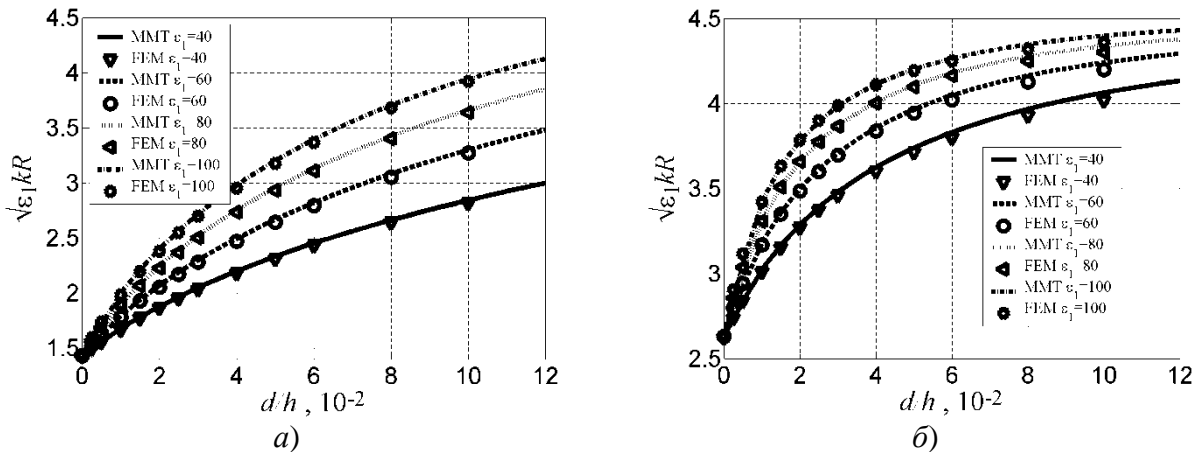 4.5
4
3.5
3
2.5
2
1.5
√ε₁kR
MMT ε₁=40
FEM ε₁=40
MMT ε₁=60
FEM ε₁=60
MMT ε₁=80
FEM ε₁=80
MMT ε₁=100
FEM ε₁=100
0 2 4 6 8 10 12
d/h , 10⁻²
а)
4.5
4
3.5
3
2.5
√ε₁kR
MMT ε₁=40
FEM ε₁=40
MMT ε₁=60
FEM ε₁=60
MMT ε₁=80
FEM ε₁=80
MMT ε₁=100
FEM ε₁=100
0 2 4 6 8 10 12
d/h , 10⁻²
б)